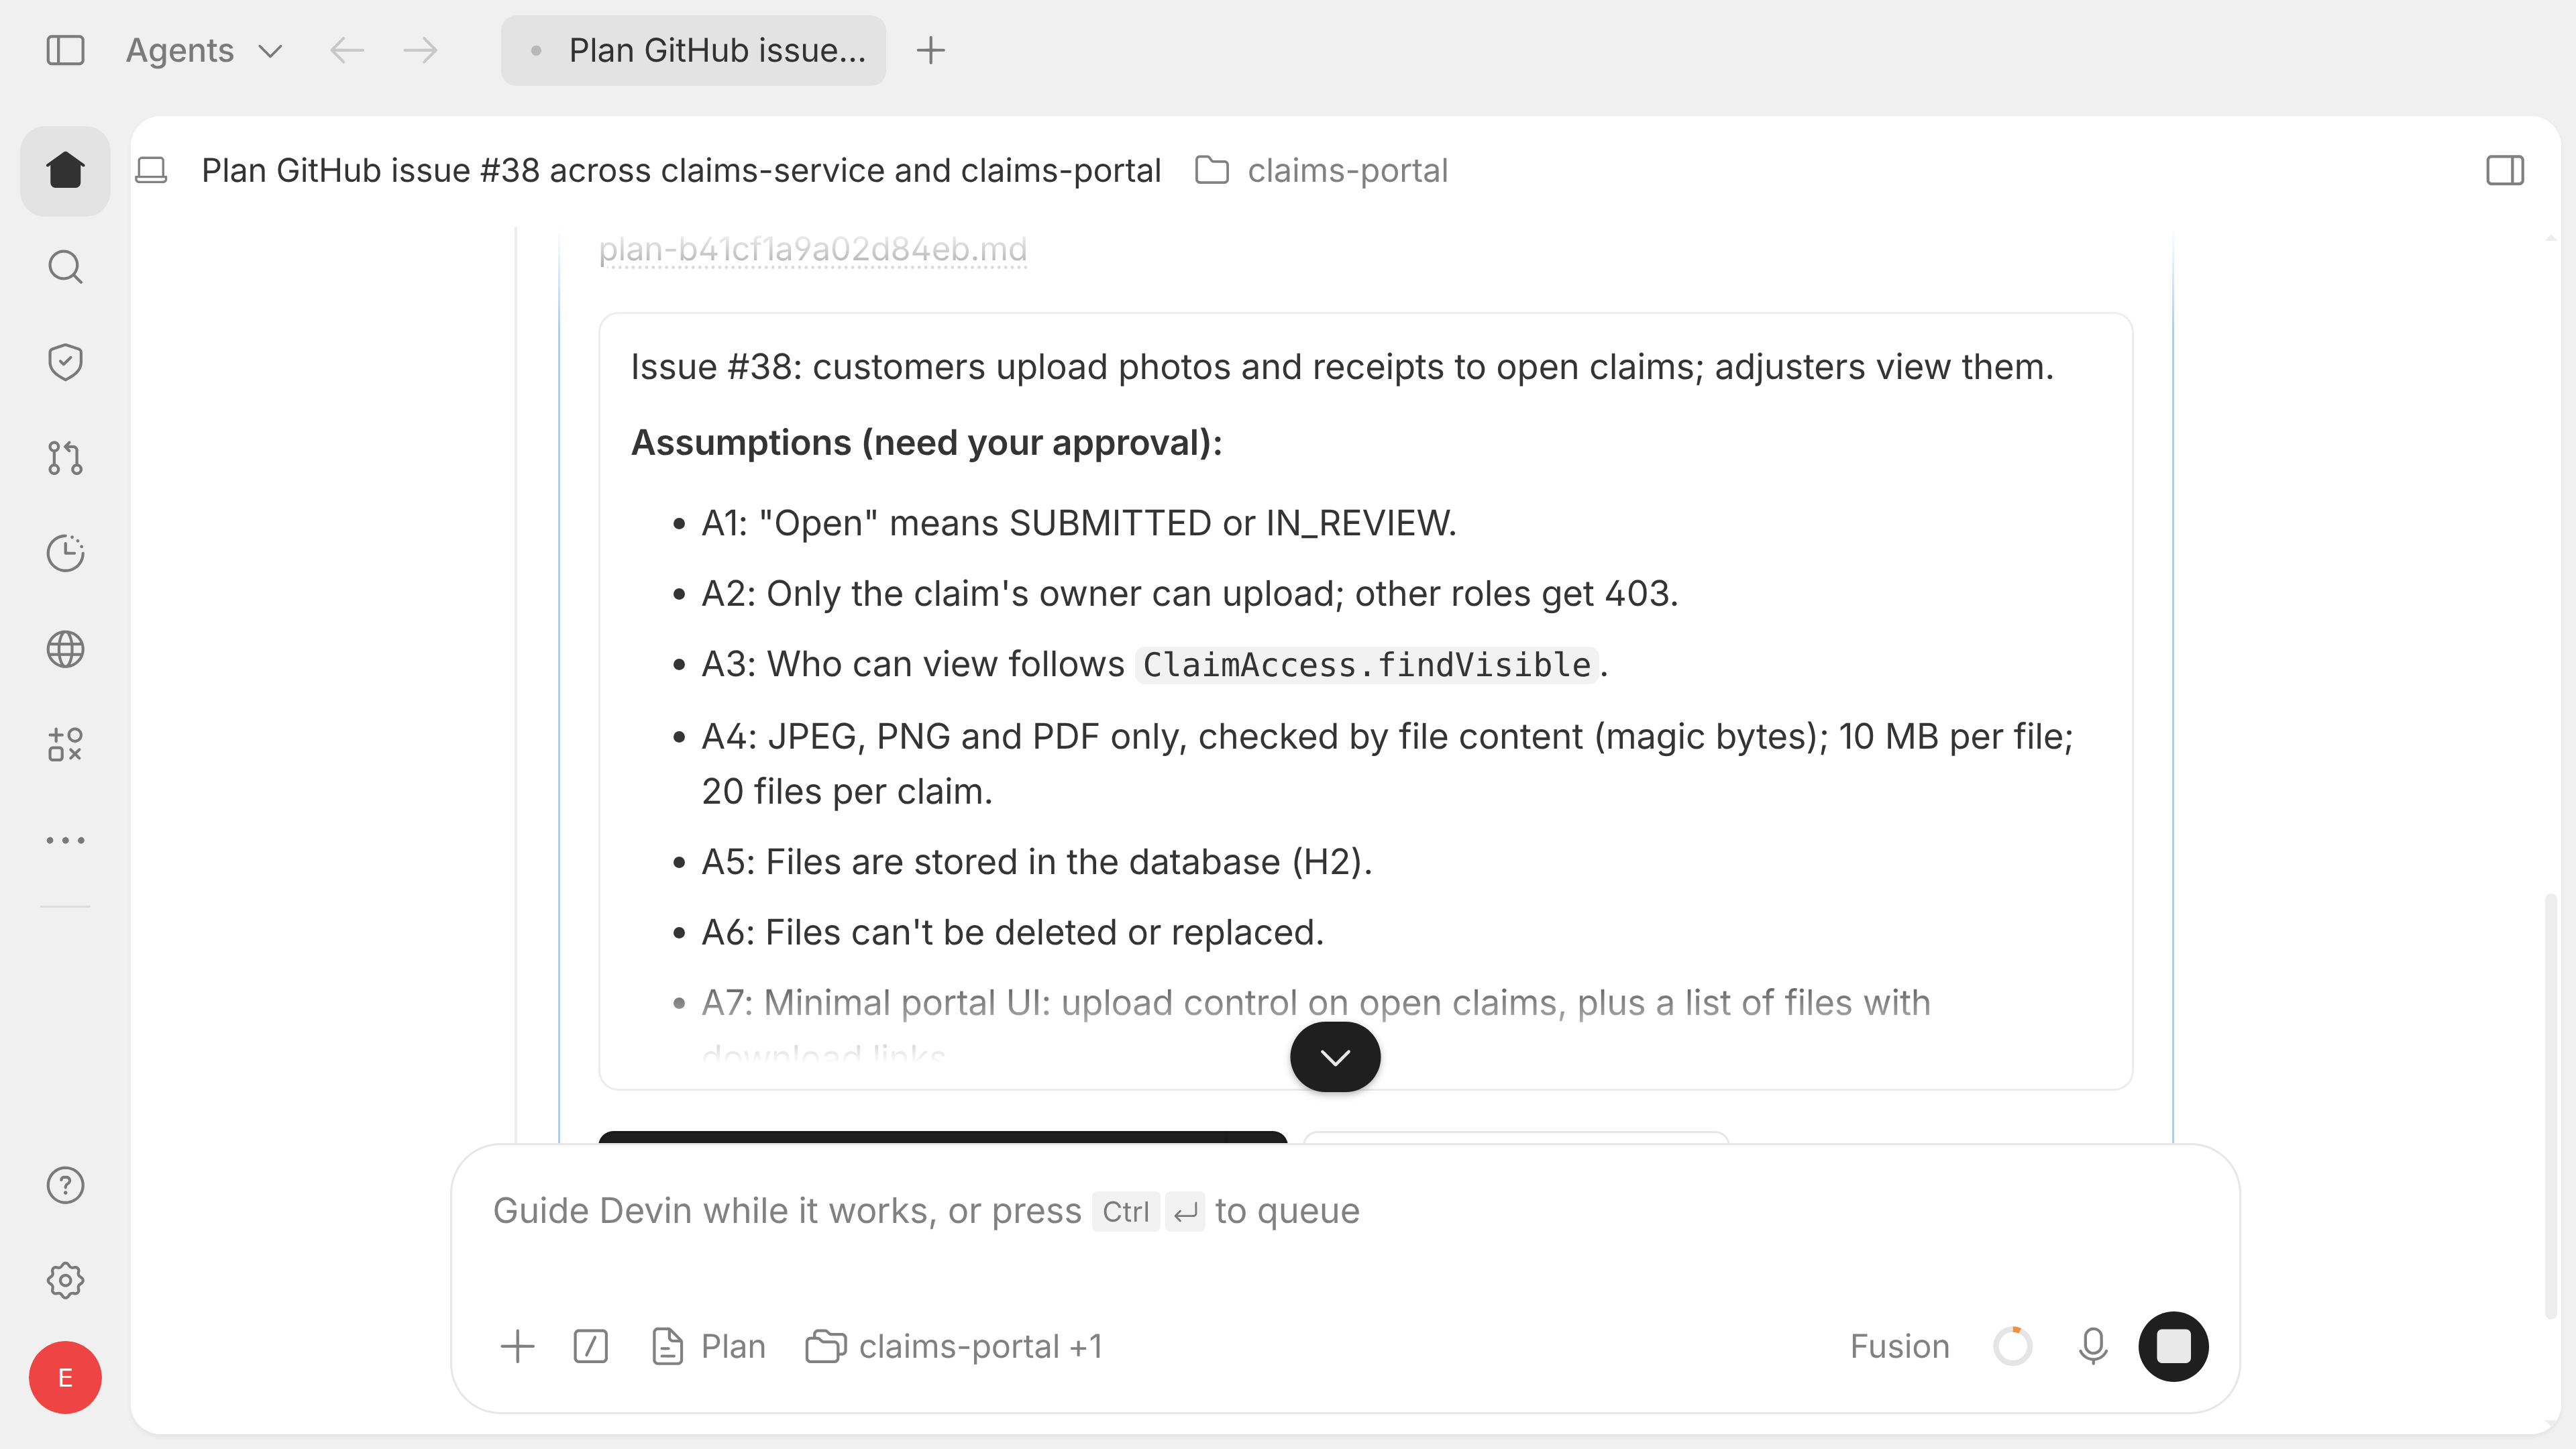 Agents
Plan GitHub issue...
Plan GitHub issue #38 across claims-service and claims-portal
claims-portal
plan-b41cf1a9a02d84eb.md
Issue #38: customers upload photos and receipts to open claims; adjusters view them.
Assumptions (need your approval):
• A1: "Open" means SUBMITTED or IN_REVIEW.
• A2: Only the claim's owner can upload; other roles get 403.
• A3: Who can view follows ClaimAccess.findVisible.
• A4: JPEG, PNG and PDF only, checked by file content (magic bytes); 10 MB per file;
20 files per claim.
• A5: Files are stored in the database (H2).
• A6: Files can't be deleted or replaced.
• A7: Minimal portal UI: upload control on open claims, plus a list of files with
download links
Guide Devin while it works, or press Ctrl ↵ to queue
Plan
claims-portal +1
Fusion
E